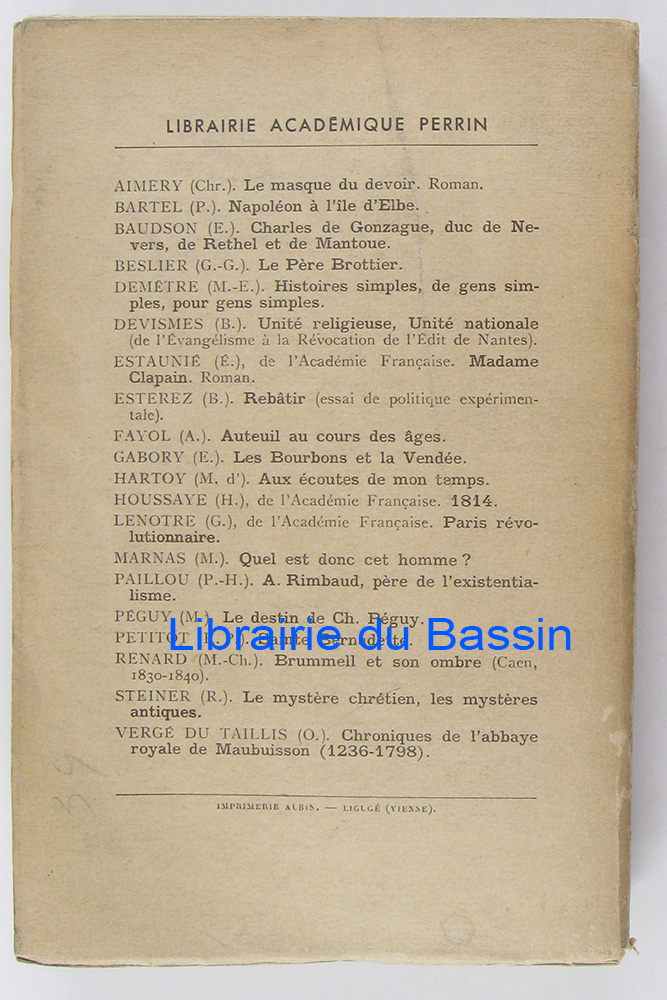 LIBRAIRIE ACADÉMIQUE PERRIN
AIMERY (Chr.). Le masque du devoir. Roman.
BARTEL (P.). Napoléon à l'île d'Elbe.
BAUDSON (E.). Charles de Gonzague, duc de Ne-
vers, de Rethel et de Mantoue.
BESLIER (G.-G.). Le Père Brottier.
DEMÈTRE (M.-E.). Histoires simples, de gens sim-
ples, pour gens simples.
DEVISMES (B.). Unité religieuse, Unité nationale
(de l'Évangélisme à la Révocation de l'Édit de Nantes).
ESTAUNIÉ (É.), de l'Académie Française. Madame
Clapain. Roman.
ESTEREZ (B.). Rebâtir (essai de politique expérimen-
tale).
FAYOL (A.). Auteuil au cours des âges.
GABORY (E.). Les Bourbons et la Vendée.
HARTOY (M. d'). Aux écoutes de mon temps.
HOUSSAYE (H.), de l'Académie Française. 1814.
LENOTRE (G.), de l'Académie Française. Paris révo-
lutionnaire.
MARNAS (M.). Quel est donc cet homme ?
PAILLOU (P.-H.). A. Rimbaud, père de l'existentia-
lisme.
PÉGUY (M.). Le destin de Ch. Péguy.
Librairie du Bassin
PETITOT (R. P.). Sainte Bernadette.
RENARD (M.-Ch.). Brummell et son ombre (Caen,
1830-1840).
STEINER (R.). Le mystère chrétien, les mystères
antiques.
VERGÉ DU TAILLIS (O.). Chroniques de l'abbaye
royale de Maubuisson (1236-1798).
IMPRIMERIE AUBIN. — LIGUGÉ (VIENNE).